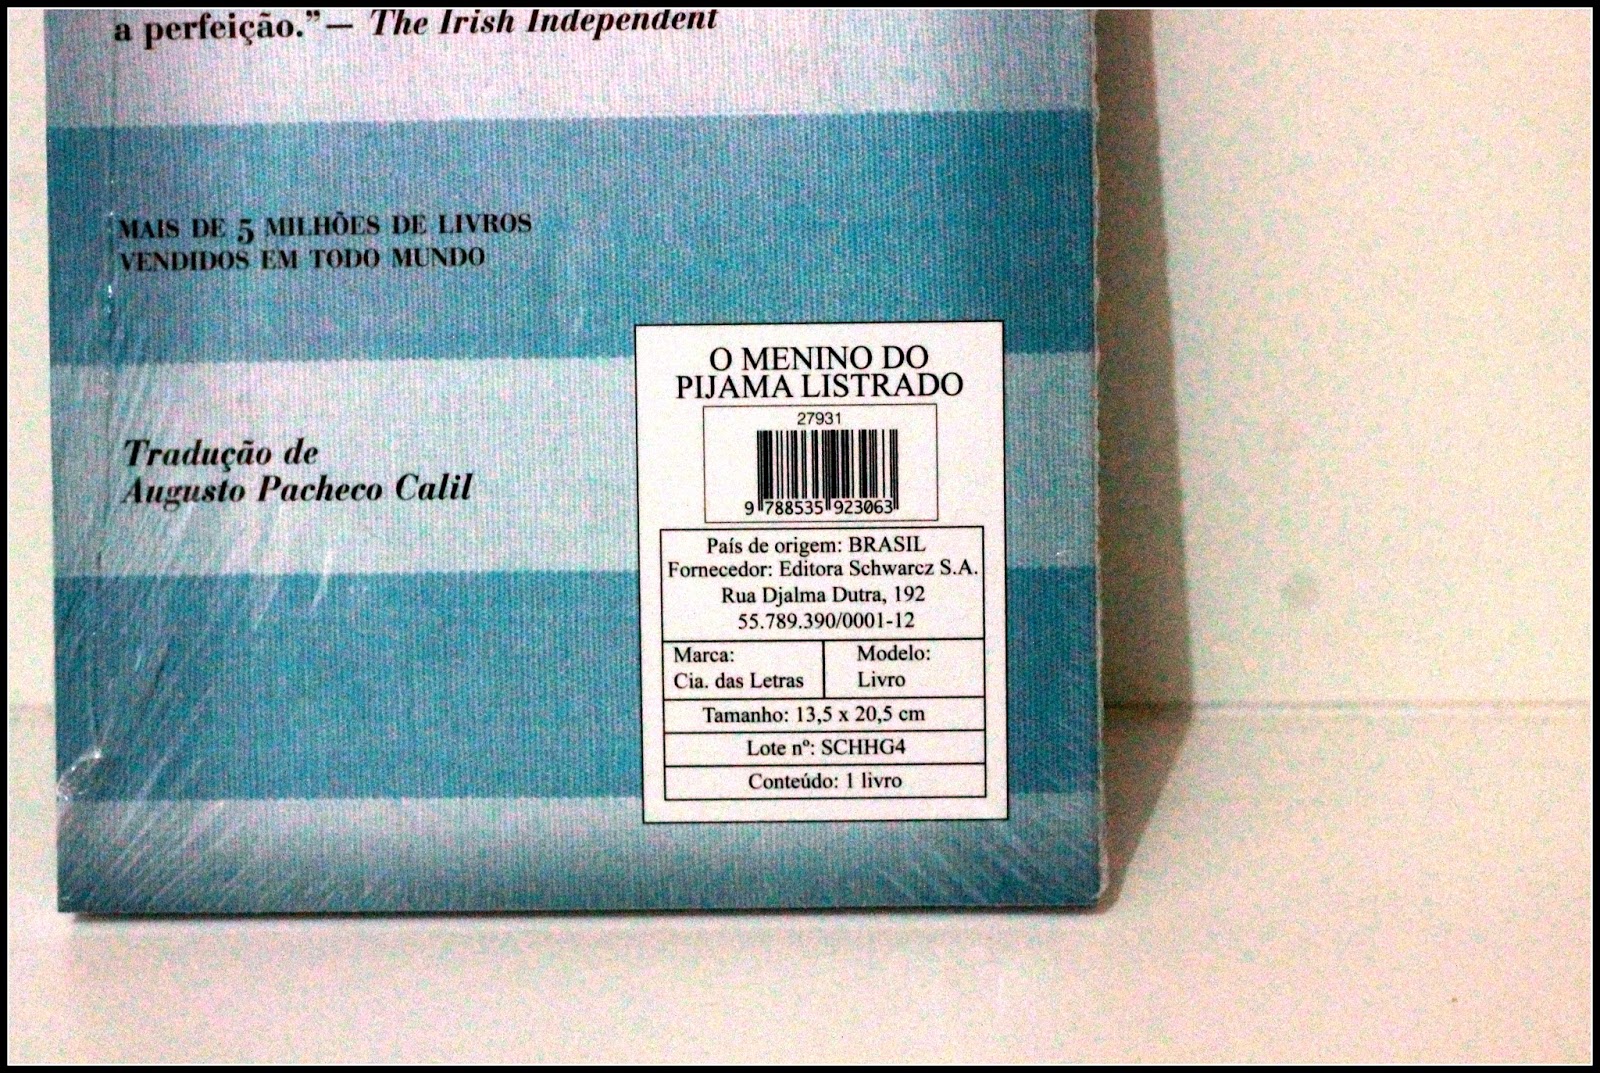 a perfeição.”— The Irish Independent
MAIS DE 5 MILHÕES DE LIVROS
VENDIDOS EM TODO MUNDO
Tradução de
Augusto Pacheco Calil
O MENINO DO
PIJAMA LISTRADO
27931
9 788535 923063
País de origem: BRASIL
Fornecedor: Editora Schwarcz S.A.
Rua Djalma Dutra, 192
55.789.390/0001-12
Marca:
Cia. das Letras
Modelo:
Livro
Tamanho: 13,5 x 20,5 cm
Lote nº: SCHHG4
Conteúdo: 1 livro